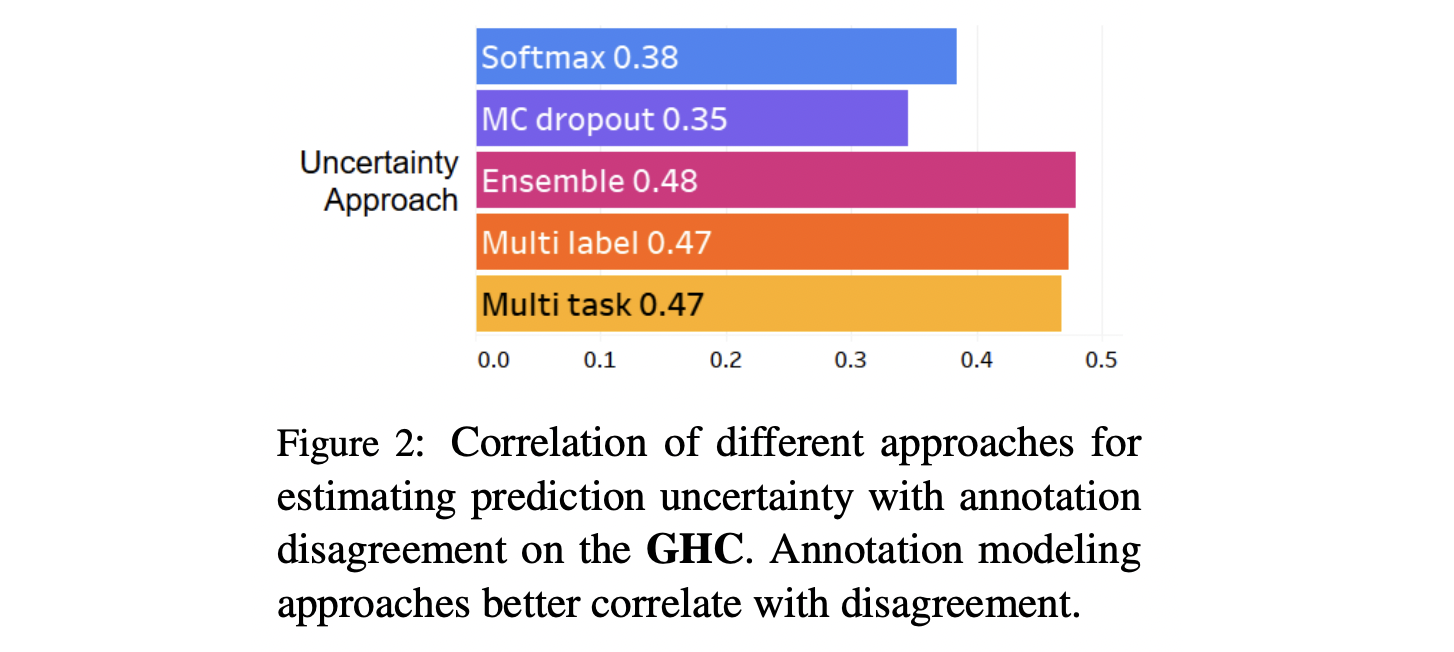 Softmax 0.38
MC dropout 0.35
Uncertainty
Approach
Ensemble 0.48
Multi label 0.47
Multi task 0.47
0.0 0.1 0.2 0.3 0.4 0.5
Figure 2: Correlation of different approaches for
estimating prediction uncertainty with annotation
disagreement on the GHC. Annotation modeling
approaches better correlate with disagreement.